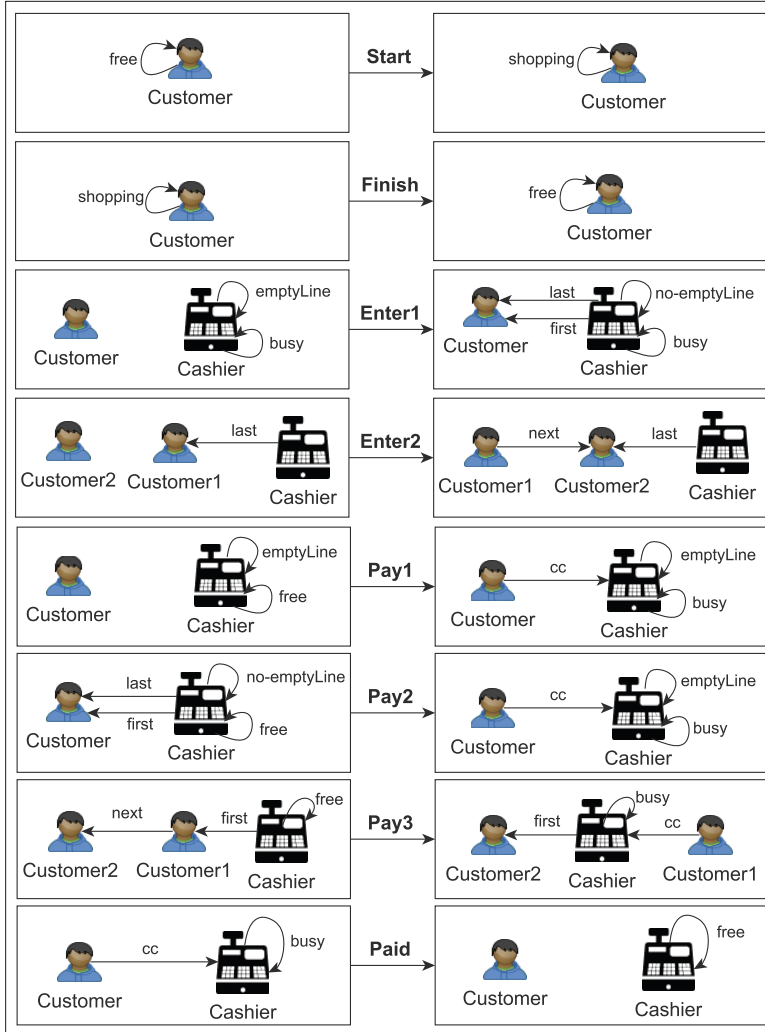 free
Customer
Start
shopping
Customer
shopping
Customer
Finish
free
Customer
Customer
emptyLine
busy
Cashier
Enter1
last
first
Customer
no-emptyLine
busy
Cashier
Customer2
Customer1
last
Cashier
Enter2
next
last
Customer1
Customer2
Cashier
Customer
emptyLine
free
Cashier
Pay1
cc
Customer
emptyLine
busy
Cashier
last
first
Customer
no-emptyLine
free
Cashier
Pay2
cc
Customer
emptyLine
busy
Cashier
next
first
free
Customer2
Customer1
Cashier
Pay3
first
busy
cc
Customer2
Cashier
Customer1
cc
busy
Customer
Cashier
Paid
free
Customer
Cashier